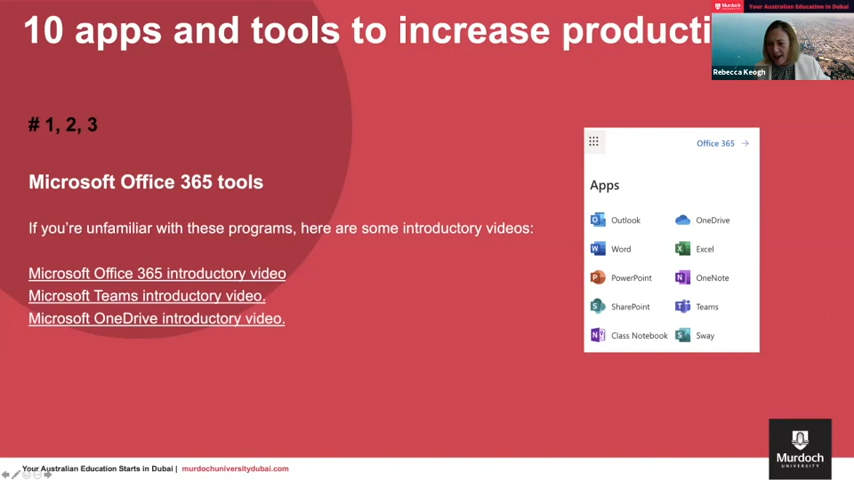 10 apps and tools to increase producti
Murdoch
Your Australian Education in Dubai
Rebecca Keogh
# 1, 2, 3
Microsoft Office 365 tools
If you're unfamiliar with these programs, here are some introductory videos:
Microsoft Office 365 introductory video
Microsoft Teams introductory video.
Microsoft OneDrive introductory video.
Office 365 →
Apps
Outlook OneDrive
Word Excel
PowerPoint OneNote
SharePoint Teams
Class Notebook Sway
Murdoch
UNIVERSITY
Your Australian Education Starts in Dubai | murdochuniversitydubai.com